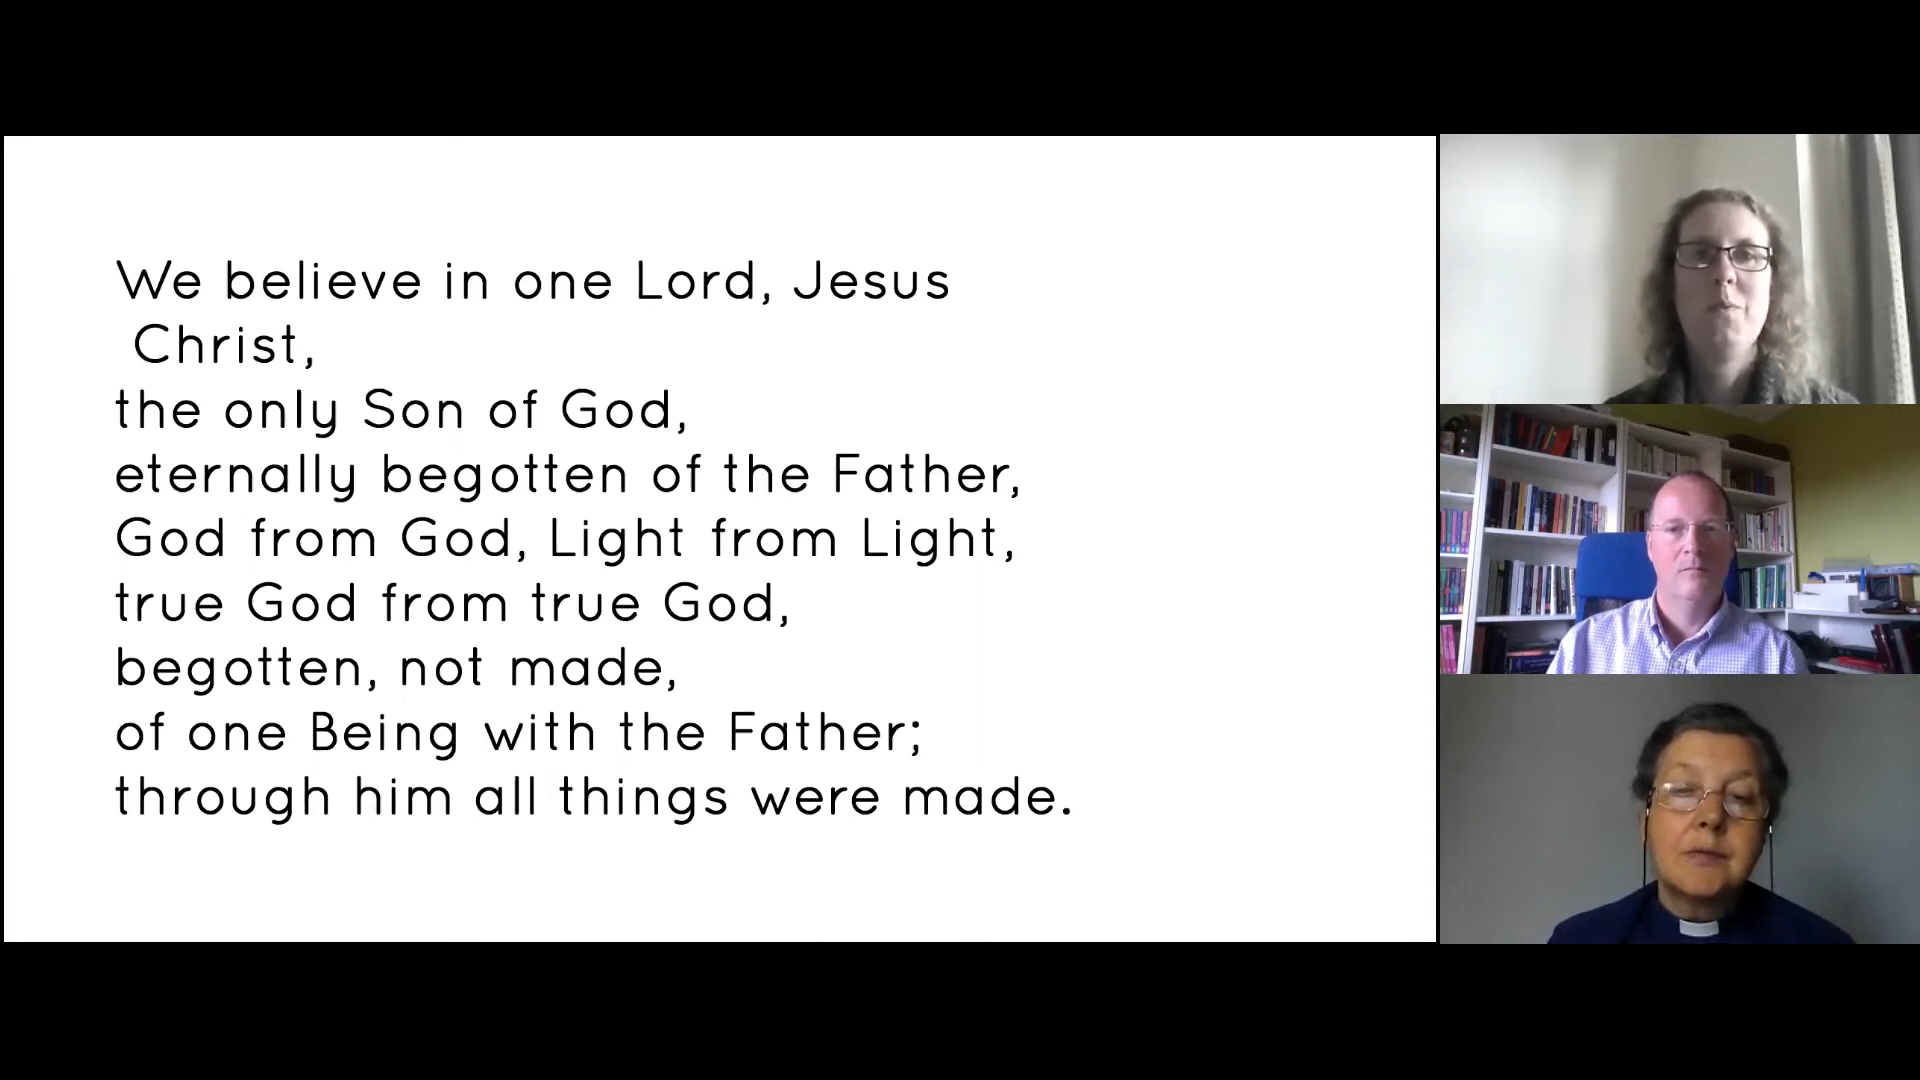 We believe in one Lord, Jesus
Christ,
the only Son of God,
eternally begotten of the Father,
God from God, Light from Light,
true God from true God,
begotten, not made,
of one Being with the Father;
through him all things were made.